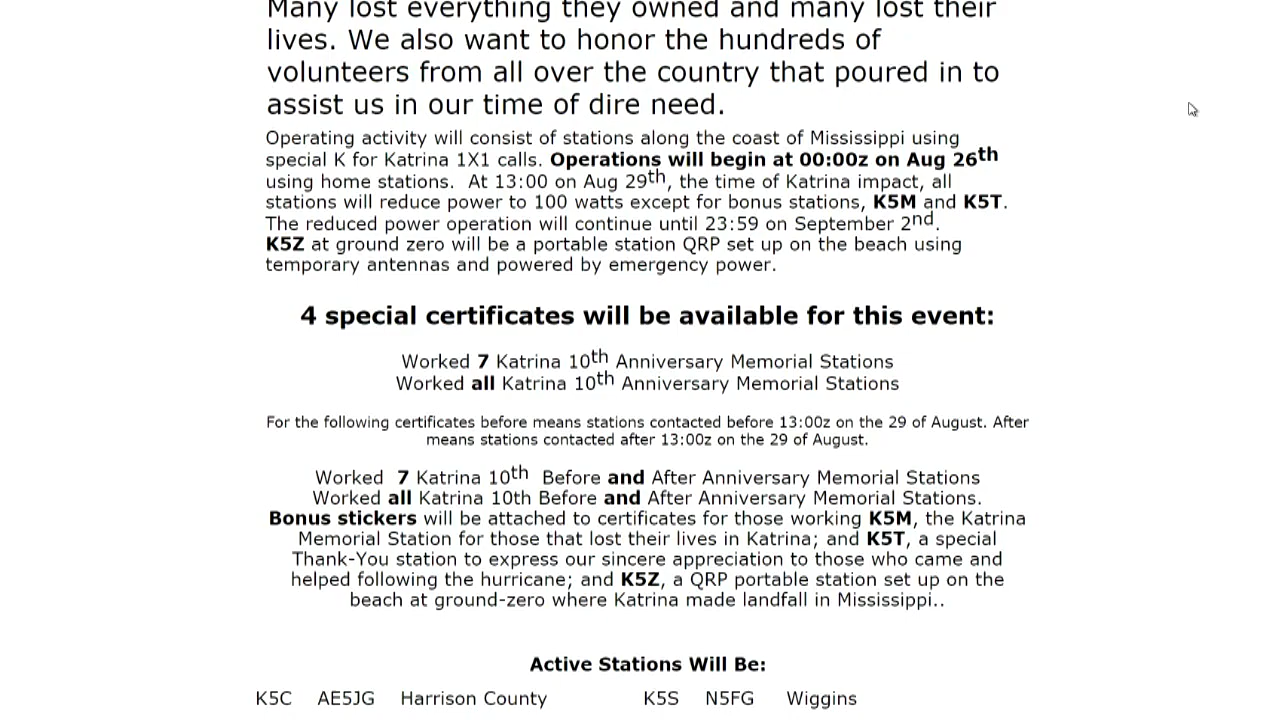 Many lost everything they owned and many lost their
lives. We also want to honor the hundreds of
volunteers from all over the country that poured in to
assist us in our time of dire need.
Operating activity will consist of stations along the coast of Mississippi using
special K for Katrina 1X1 calls. Operations will begin at 00:00z on Aug 26th
using home stations.  At 13:00 on Aug 29th, the time of Katrina impact, all
stations will reduce power to 100 watts except for bonus stations, K5M and K5T.
The reduced power operation will continue until 23:59 on September 2nd.
K5Z at ground zero will be a portable station QRP set up on the beach using
temporary antennas and powered by emergency power.
4 special certificates will be available for this event:
Worked 7 Katrina 10th Anniversary Memorial Stations
Worked all Katrina 10th Anniversary Memorial Stations
For the following certificates before means stations contacted before 13:00z on the 29 of August. After
means stations contacted after 13:00z on the 29 of August.
Worked  7 Katrina 10th  Before and After Anniversary Memorial Stations
Worked all Katrina 10th Before and After Anniversary Memorial Stations.
Bonus stickers will be attached to certificates for those working K5M, the Katrina
Memorial Station for those that lost their lives in Katrina; and K5T, a special
Thank-You station to express our sincere appreciation to those who came and
helped following the hurricane; and K5Z, a QRP portable station set up on the
beach at ground-zero where Katrina made landfall in Mississippi..
Active Stations Will Be:
K5C AE5JG Harrison County K5S N5FG Wiggins